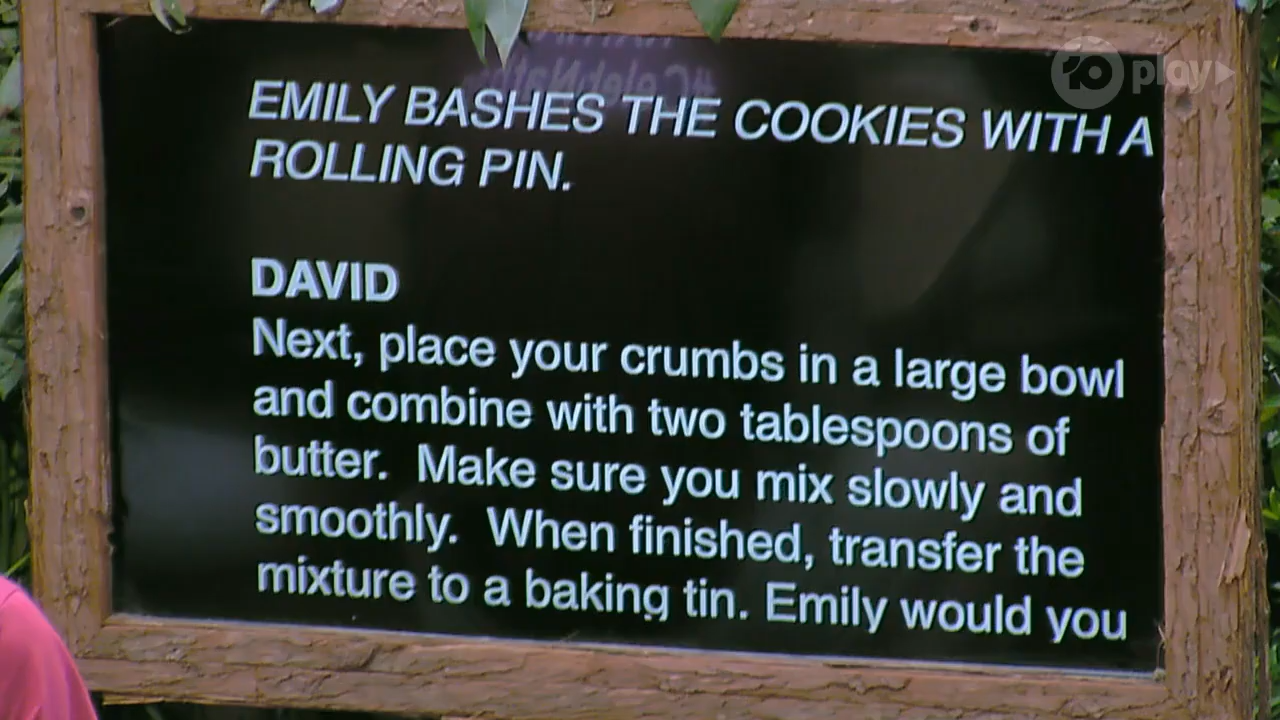 10 play
EMILY BASHES THE COOKIES WITH A
ROLLING PIN.
DAVID
Next, place your crumbs in a large bowl
and combine with two tablespoons of
butter. Make sure you mix slowly and
smoothly. When finished, transfer the
mixture to a baking tin. Emily would you